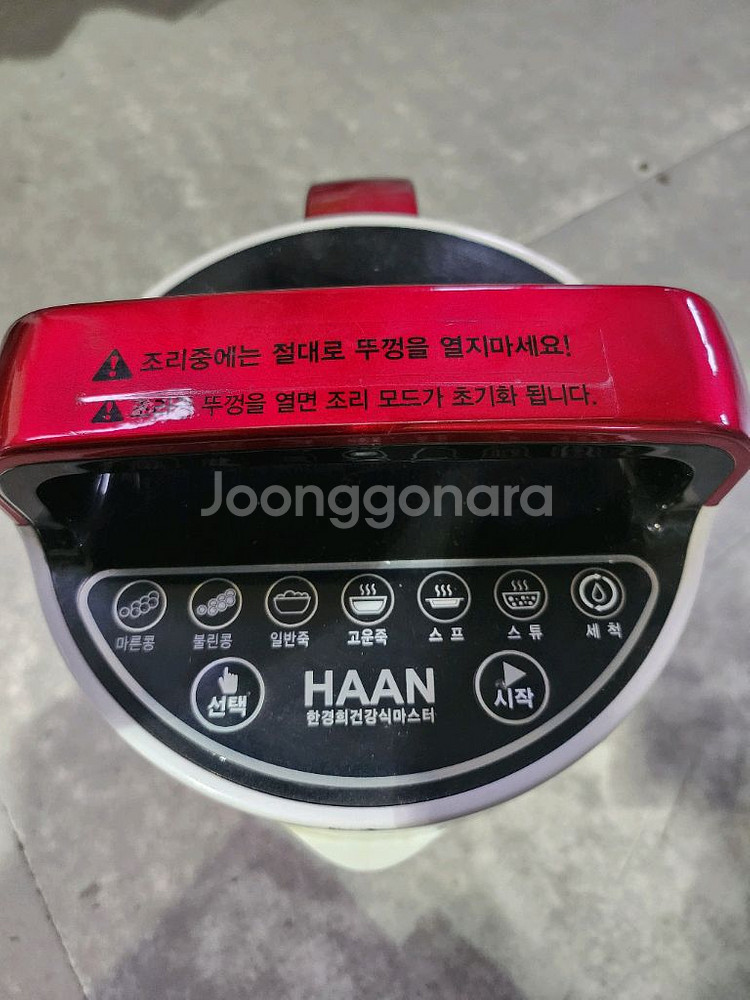 조리중에는 절대로 뚜껑을 열지마세요!
뚜껑을 열면 조리 모드가 초기화 됩니다.
Joonggonara
마른콩 불린콩 일반죽 고운죽 스프 스튜 세척
선택 HAAN 시작
한경희건강식마스터